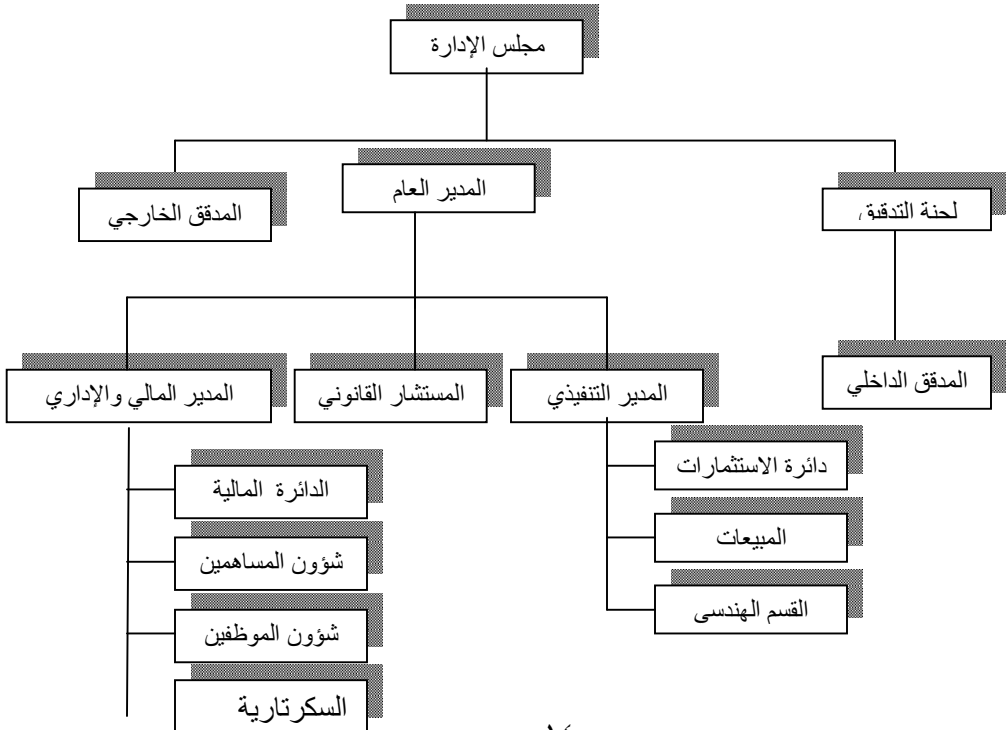 مجلس الإدارة
المدير العام
المدقق الخارجي
لجنة التدقيق
المدير المالي والإداري
المستشار القانوني
المدير التنفيذي
المدقق الداخلي
دائرة الاستثمارات
المبيعات
القسم الهندسي
الدائرة المالية
شؤون المساهمين
شؤون الموظفين
السكرتارية